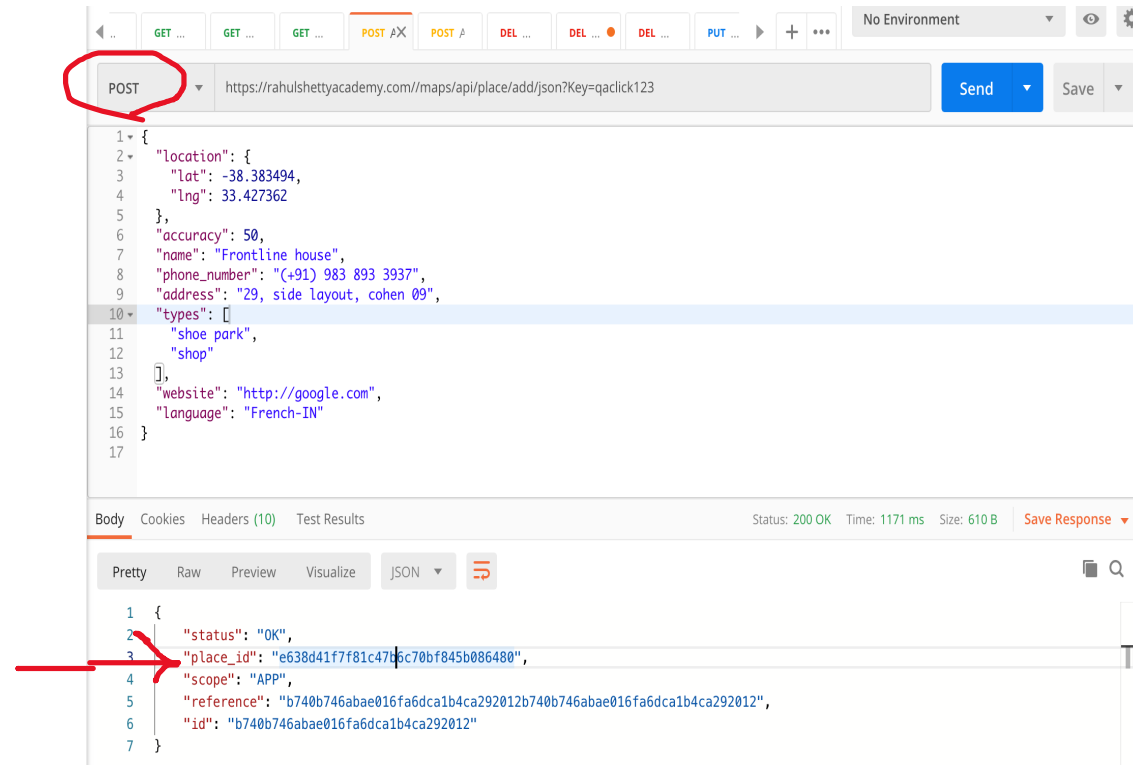 .. GET ... GET ... GET ... POST A X POST A DEL ... DEL ... DEL ... PUT ... + ••• No Environment
POST https://rahulshettyacademy.com//maps/api/place/add/json?Key=qaclick123 Send Save
1 {
2 "location": {
3 "lat": -38.383494,
4 "lng": 33.427362
5 },
6 "accuracy": 50,
7 "name": "Frontline house",
8 "phone_number": "(+91) 983 893 3937",
9 "address": "29, side layout, cohen 09",
10 "types": [
11 "shoe park",
12 "shop"
13 ],
14 "website": "http://google.com",
15 "language": "French-IN"
16 }
17
Body Cookies Headers (10) Test Results Status: 200 OK Time: 1171 ms Size: 610 B Save Response
Pretty Raw Preview Visualize JSON
1 {
2 "status": "OK",
3 "place_id": "e638d41f7f81c47b6c70bf845b086480",
4 "scope": "APP",
5 "reference": "b740b746abae016fa6dca1b4ca292012b740b746abae016fa6dca1b4ca292012",
6 "id": "b740b746abae016fa6dca1b4ca292012"
7 }